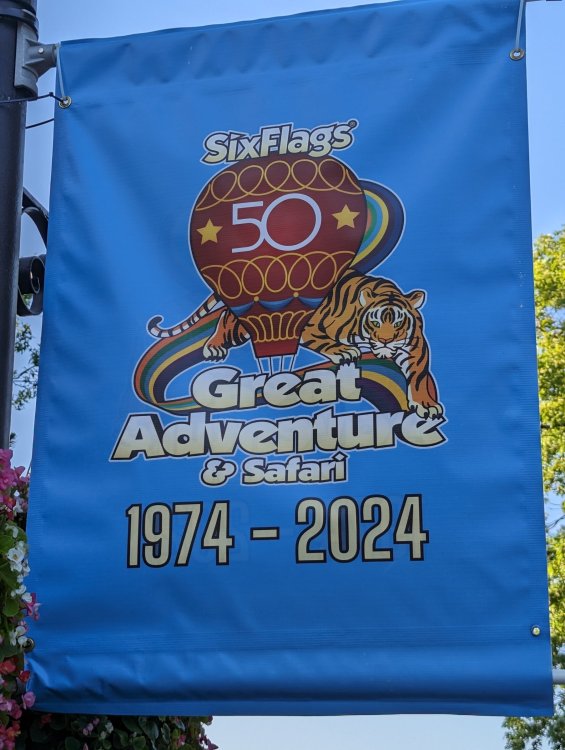 SixFlags®
50
Great
Adventure
& Safari
1974 - 2024